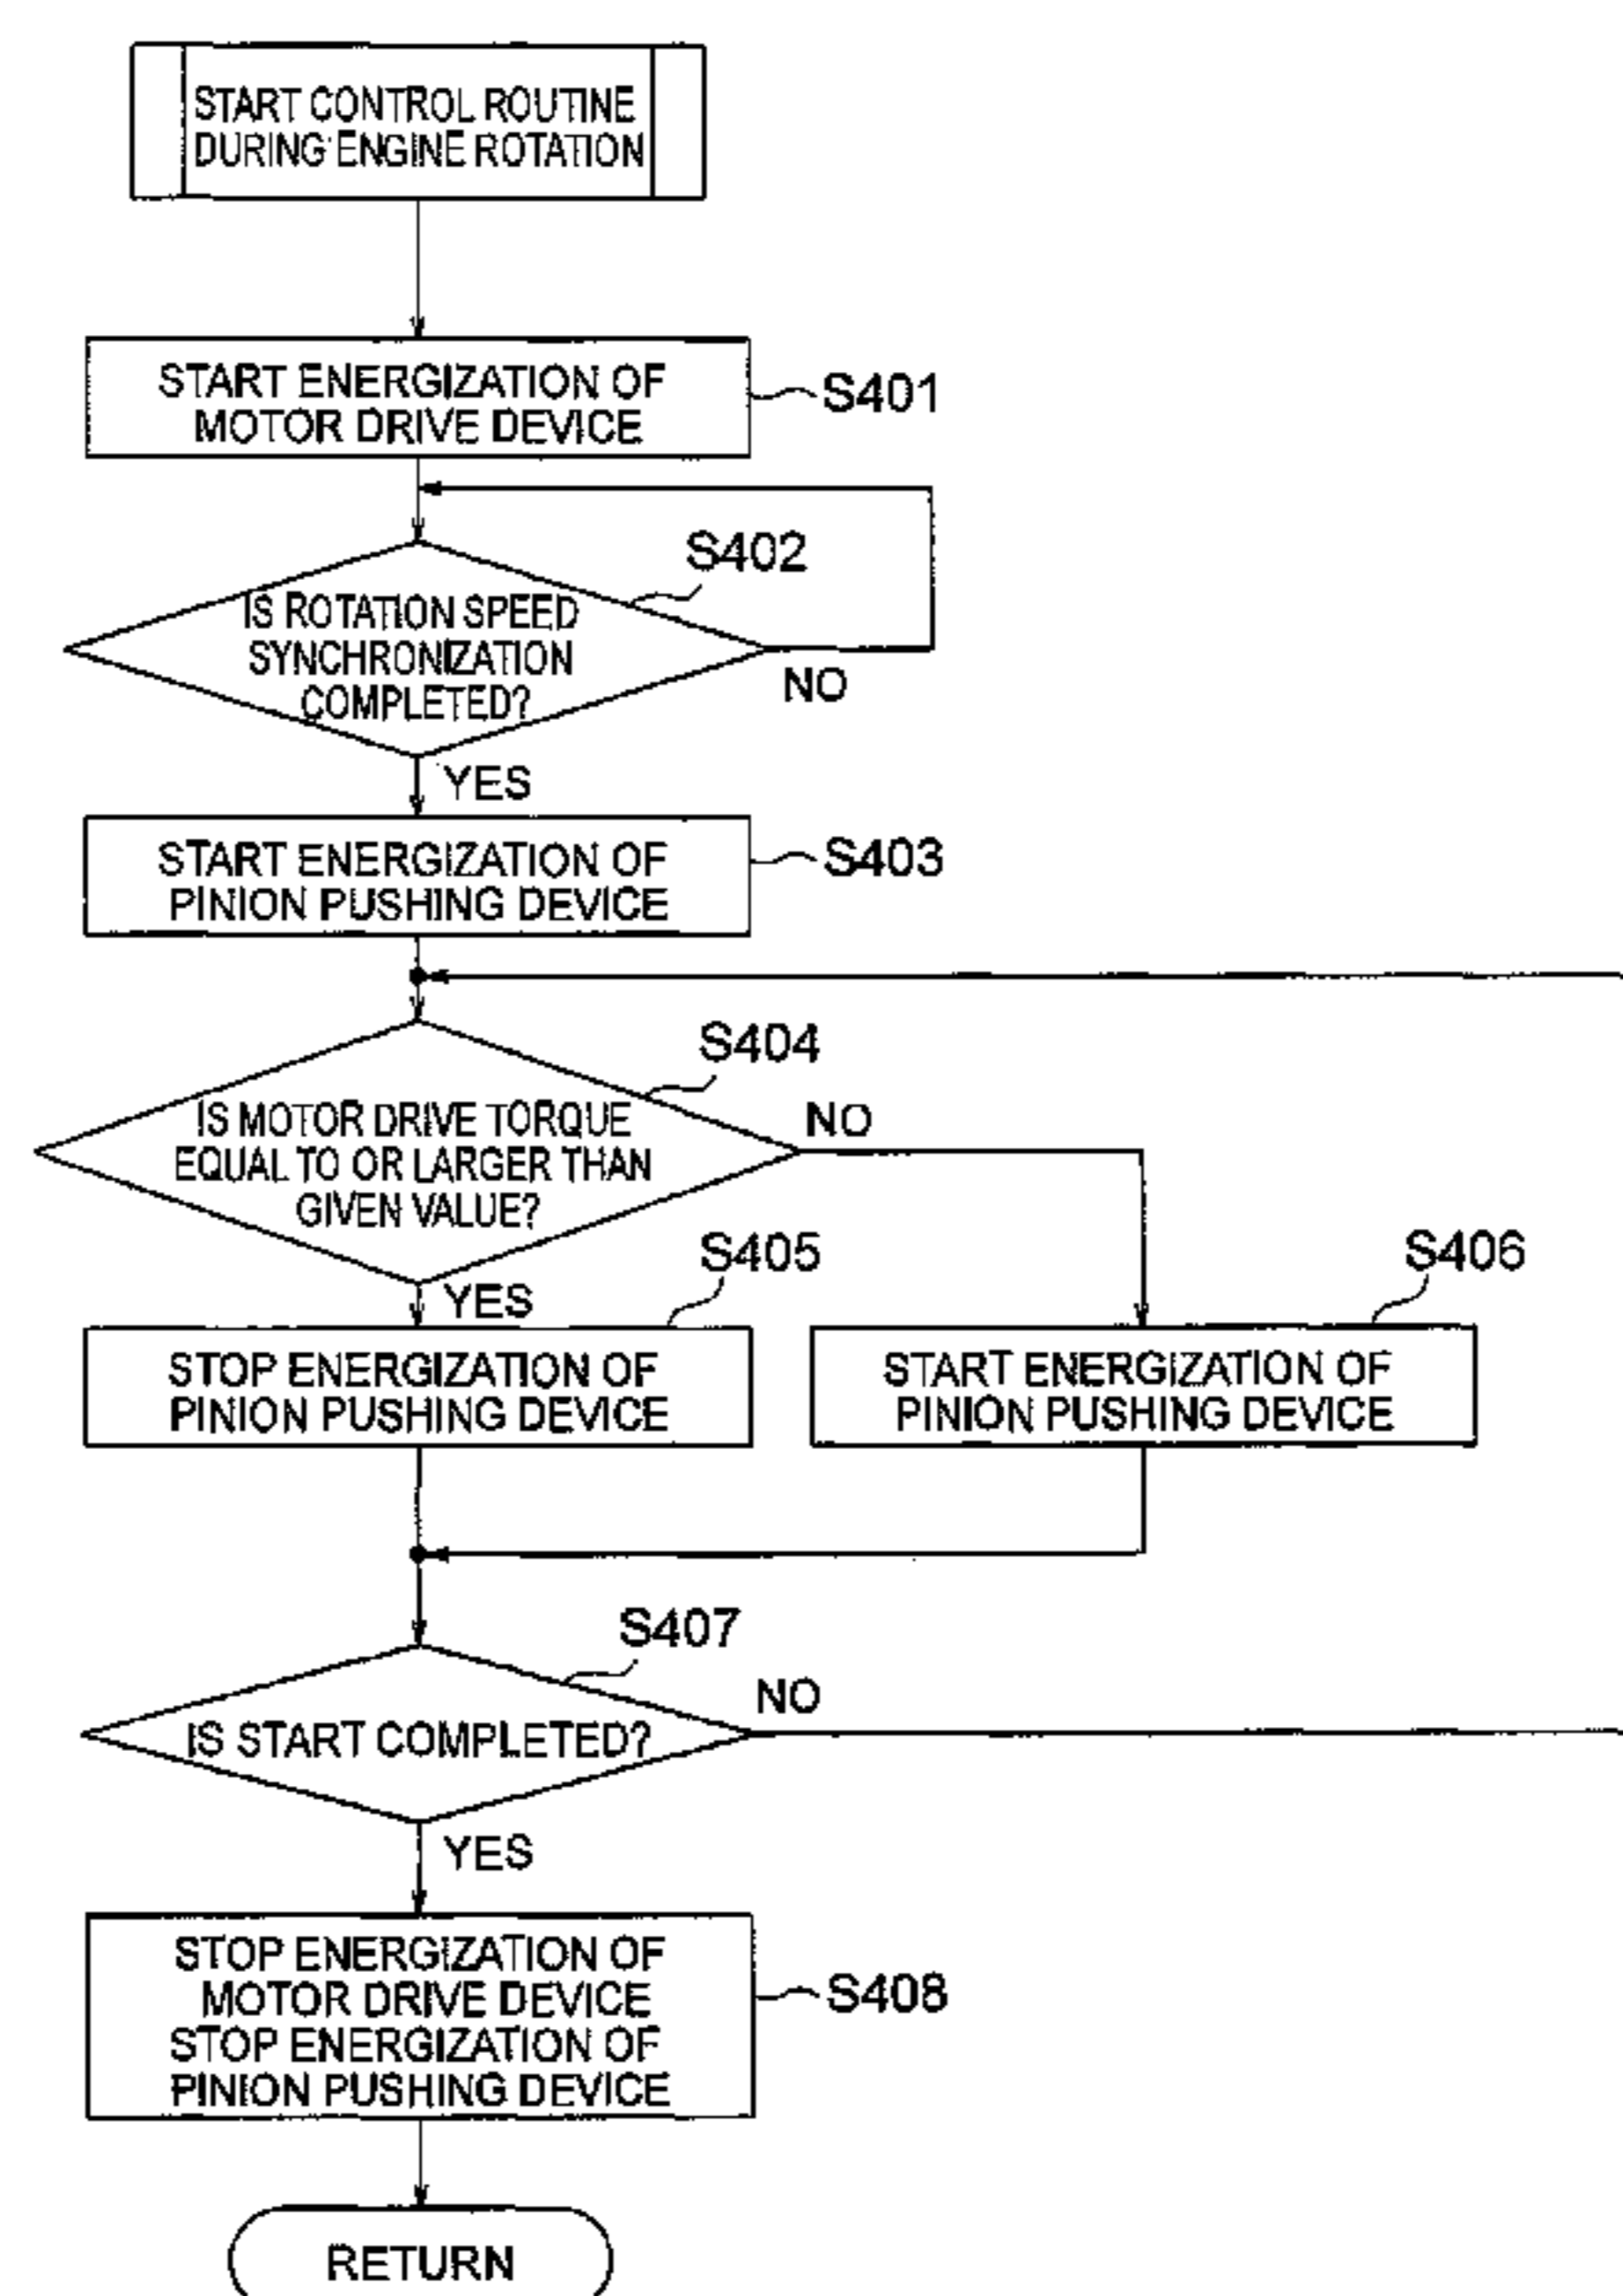 START CONTROL ROUTINE
DURING ENGINE ROTATION
START ENERGIZATION OF
MOTOR DRIVE DEVICE
S401
S402
IS ROTATION SPEED
SYNCHRONIZATION
COMPLETED?
NO
YES
START ENERGIZATION OF
PINION PUSHING DEVICE
S403
S404
IS MOTOR DRIVE TORQUE
EQUAL TO OR LARGER THAN
GIVEN VALUE?
NO
YES
S405
S406
STOP ENERGIZATION OF
PINION PUSHING DEVICE
START ENERGIZATION OF
PINION PUSHING DEVICE
S407
IS START COMPLETED?
NO
YES
STOP ENERGIZATION OF
MOTOR DRIVE DEVICE
STOP ENERGIZATION OF
PINION PUSHING DEVICE
S408
RETURN